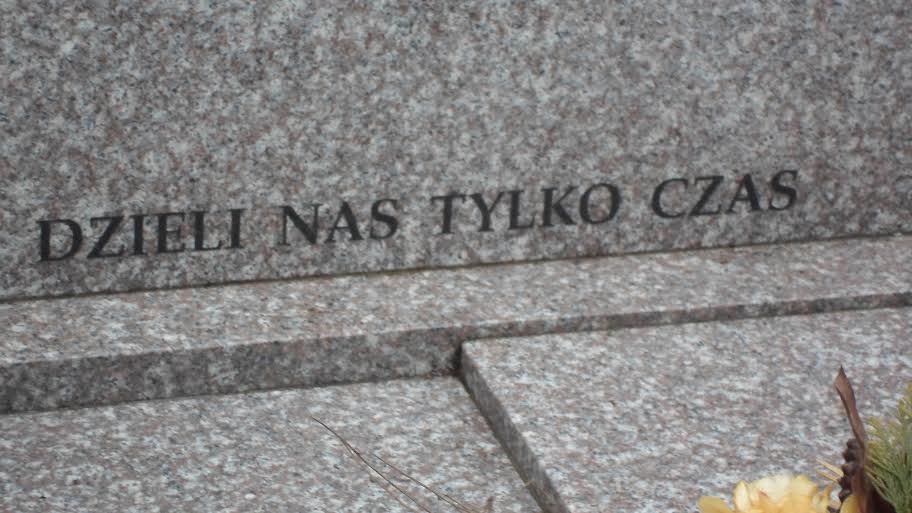 DZIELI NAS TYLKO CZAS